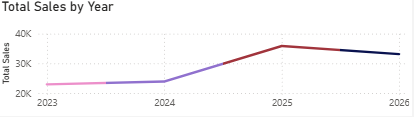 Total Sales by Year
Total Sales
40K
30K
20K
2023 2024 2025 2026